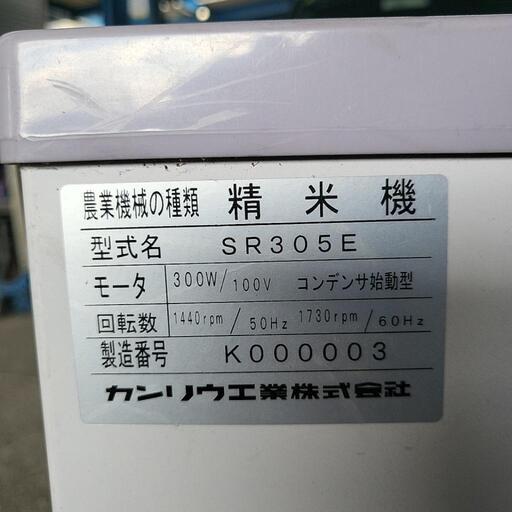 農業機械の種類 精米機
型式名 SR305E
モータ 300W/100V コンデンサ始動型
回転数 1440rpm/50Hz 1730rpm/60Hz
製造番号 K000003
カンリウ工業株式会社